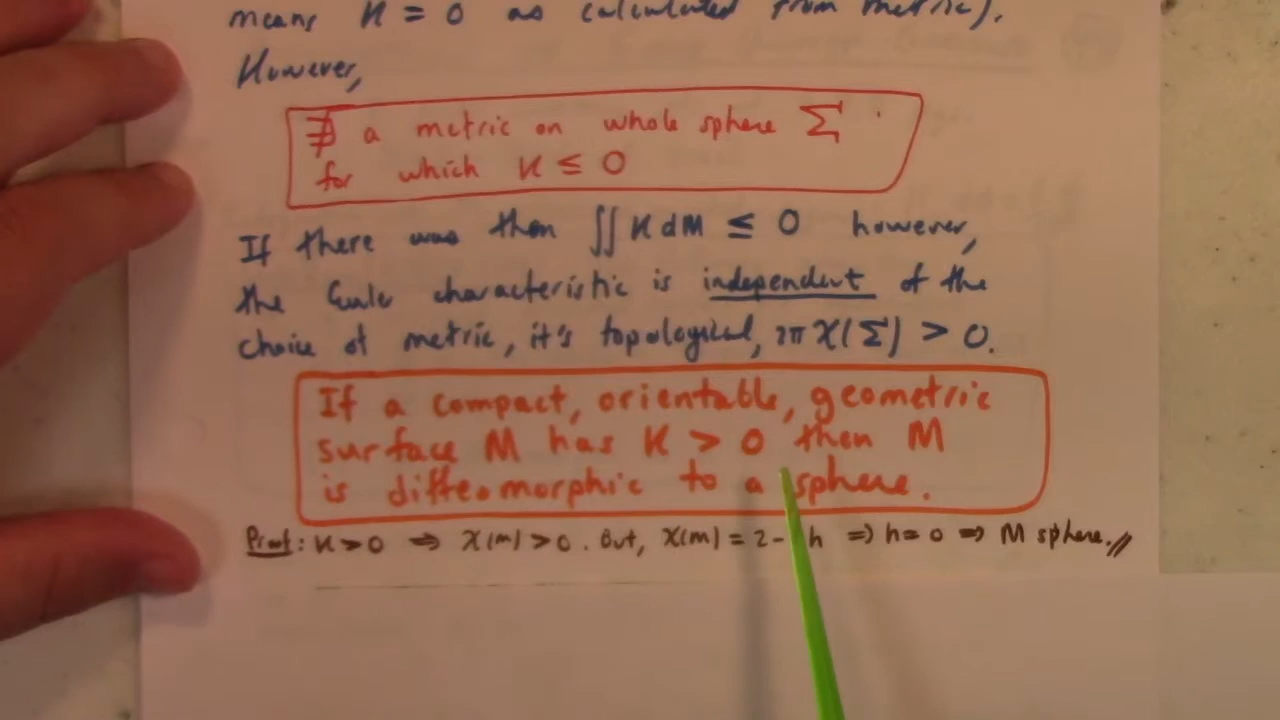 means K = 0 as calculated from metric).
However,
∄ a metric on whole sphere Σ
for which K ≤ 0
If there was then ∬ K dM ≤ 0 however,
the Euler characteristic is independent of the
choice of metric, it's topological, 2π χ(Σ) > 0.
If a compact, orientable, geometric
surface M has K > 0 then M
is diffeomorphic to a sphere.
Proof: K > 0 ⇒ χ(M) > 0. But, χ(M) = 2 - h ⇒ h = 0 ⇒ M sphere. //